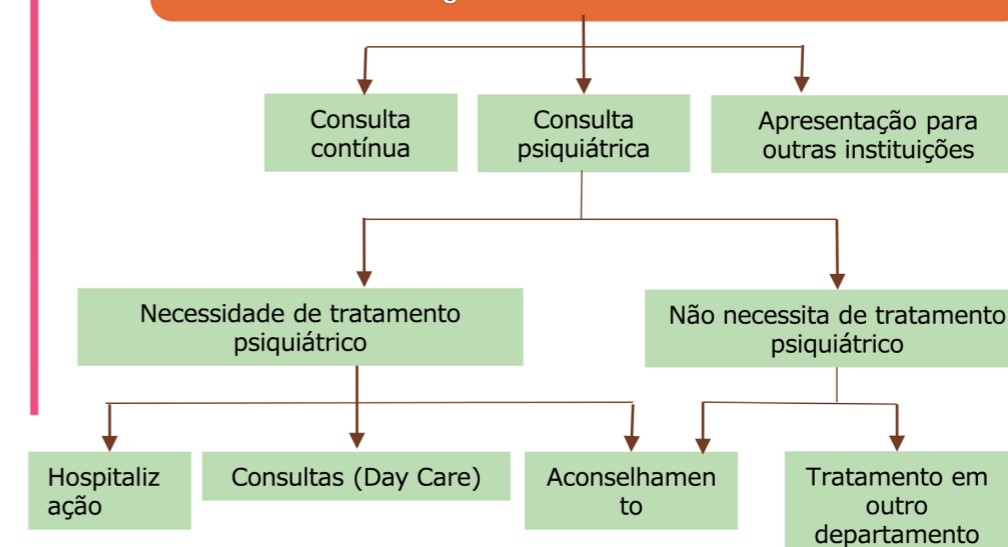 Consulta
contínua
Consulta
psiquiátrica
Apresentação para
outras instituições
Necessidade de tratamento
psiquiátrico
Não necessita de tratamento
psiquiátrico
Hospitaliz
ação
Consultas (Day Care)
Aconselhamen
to
Tratamento em
outro
departamento